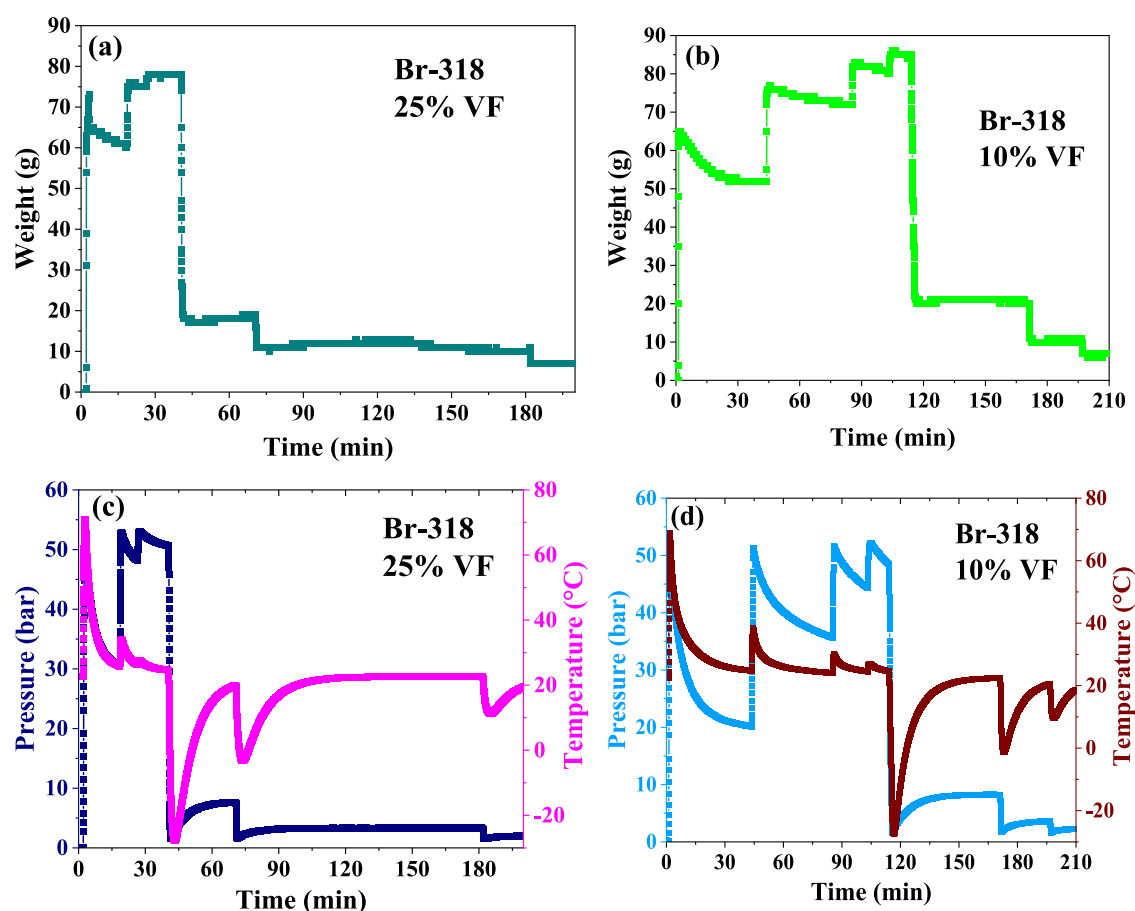 (a)
Br-318
25% VF
Weight (g)
90
80
70
60
50
40
30
20
10
0
0 30 60 90 120 150 180
Time (min)
(b)
Br-318
10% VF
Weight (g)
90
80
70
60
50
40
30
20
10
0
0 30 60 90 120 150 180 210
Time (min)
(c)
Br-318
25% VF
Pressure (bar)
60
50
40
30
20
10
0
Temperature (°C)
80
60
40
20
0
-20
0 30 60 90 120 150 180 210
Time (min)
(d)
Br-318
10% VF
Pressure (bar)
60
50
40
30
20
10
0
Temperature (°C)
80
60
40
20
0
-20
0 30 60 90 120 150 180 210
Time (min)